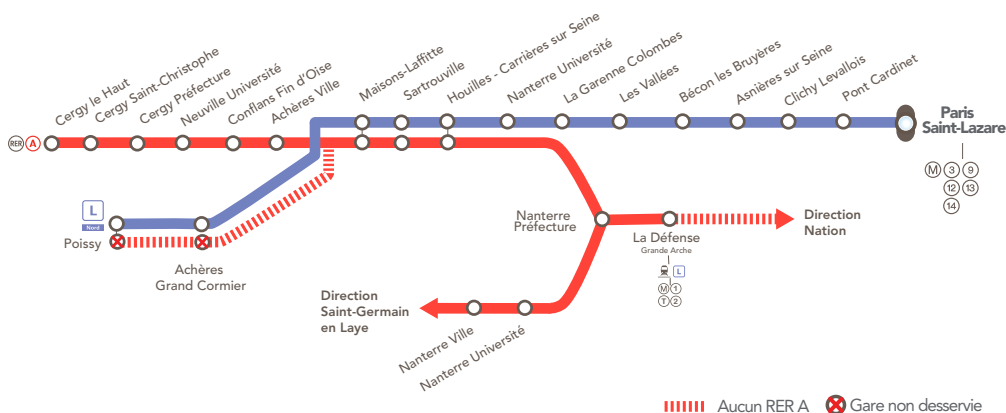 Cergy le Haut
Cergy Saint-Christophe
Cergy Préfecture
Neuville Université
Conflans Fin d'Oise
Achères Ville
Maisons-Laffitte
Sartrouville
Houilles - Carrières sur Seine
Nanterre Université
La Garenne Colombes
Les Vallées
Bécon les Bruyères
Asnières sur Seine
Clichy Levallois
Pont Cardinet
Paris
Saint-Lazare
RER A
M 3 9
12 13
14
L
Nord
Poissy
Achères
Grand Cormier
Nanterre
Préfecture
La Défense
Grande Arche
L
M 1
T 2
Direction
Nation
Direction
Saint-Germain
en Laye
Nanterre Ville
Nanterre Université
Aucun RER A
Gare non desservie